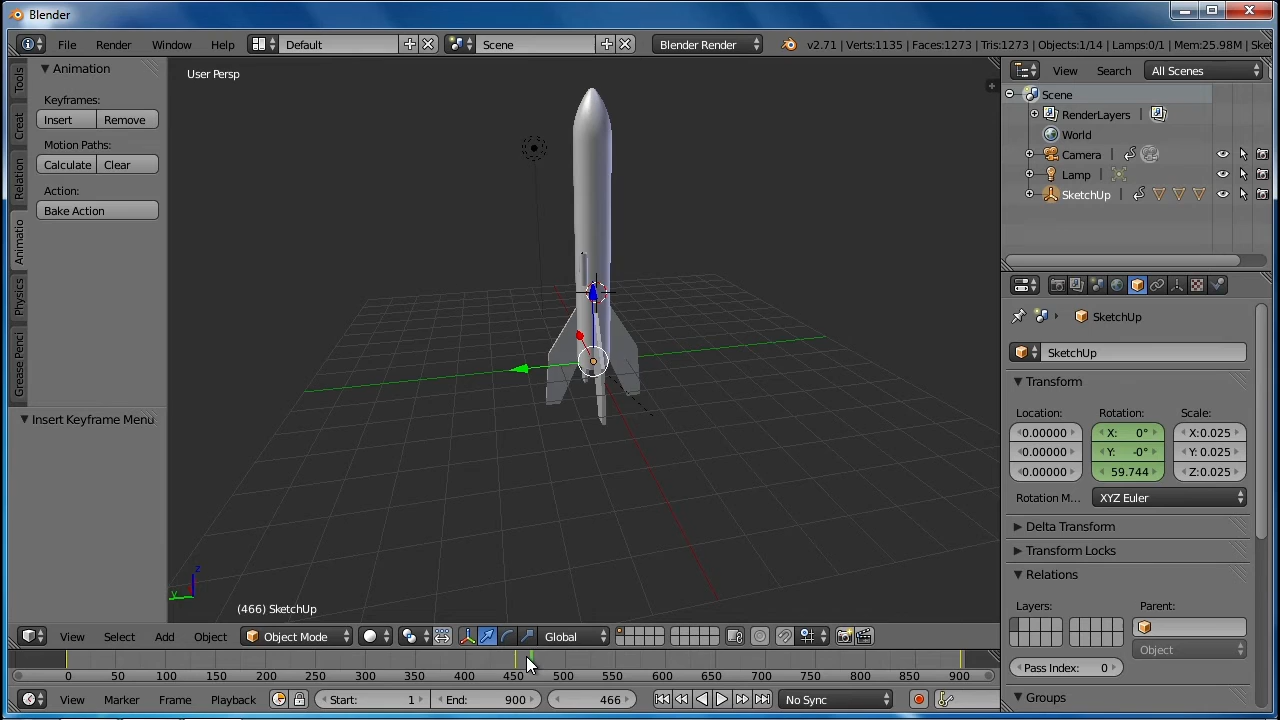 Blender
File Render Window Help Default Scene Blender Render v2.71 | Verts:1135 | Faces:1273 | Tris:1273 | Objects:1/14 | Lamps:0/1 | Mem:25.98M | Sket
Animation
Keyframes:
Insert Remove
Motion Paths:
Calculate Clear
Action:
Bake Action
Insert Keyframe Menu
Tools
Creat
Relation
Animatio
Physics
Grease Penci
User Persp
z
y
(466) SketchUp
View Search All Scenes
Scene
RenderLayers
World
Camera
Lamp
SketchUp
SketchUp
SketchUp
Transform
Location: Rotation: Scale:
0.00000 X: 0° X:0.025
0.00000 Y: -0° Y: 0.025
0.00000 59.744 Z:0.025
Rotation M... XYZ Euler
Delta Transform
Transform Locks
Relations
Layers: Parent:
Object
Pass Index: 0
Groups
View Select Add Object Object Mode Global
0 50 100 150 200 250 300 350 400 450 500 550 600 650 700 750 800 850 900
View Marker Frame Playback Start: 1 End: 900 466 No Sync